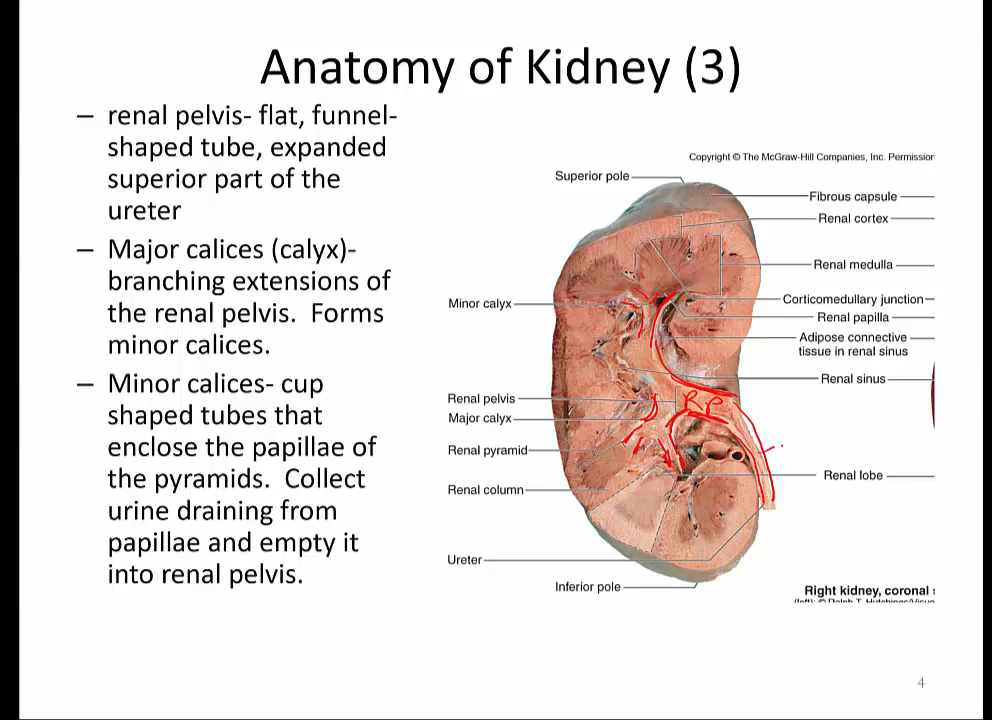 Anatomy of Kidney (3)
– renal pelvis- flat, funnel-
shaped tube, expanded
superior part of the
ureter
– Major calices (calyx)-
branching extensions of
the renal pelvis. Forms
minor calices.
– Minor calices- cup
shaped tubes that
enclose the papillae of
the pyramids. Collect
urine draining from
papillae and empty it
into renal pelvis.
Copyright © The McGraw-Hill Companies, Inc. Permission
Superior pole
Fibrous capsule
Renal cortex
Renal medulla
Minor calyx
Corticomedullary junction
Renal papilla
Adipose connective
tissue in renal sinus
Renal sinus
Renal pelvis
RP
Major calyx
Renal pyramid
Renal lobe
Renal column
Ureter
Inferior pole
Right kidney, coronal
4